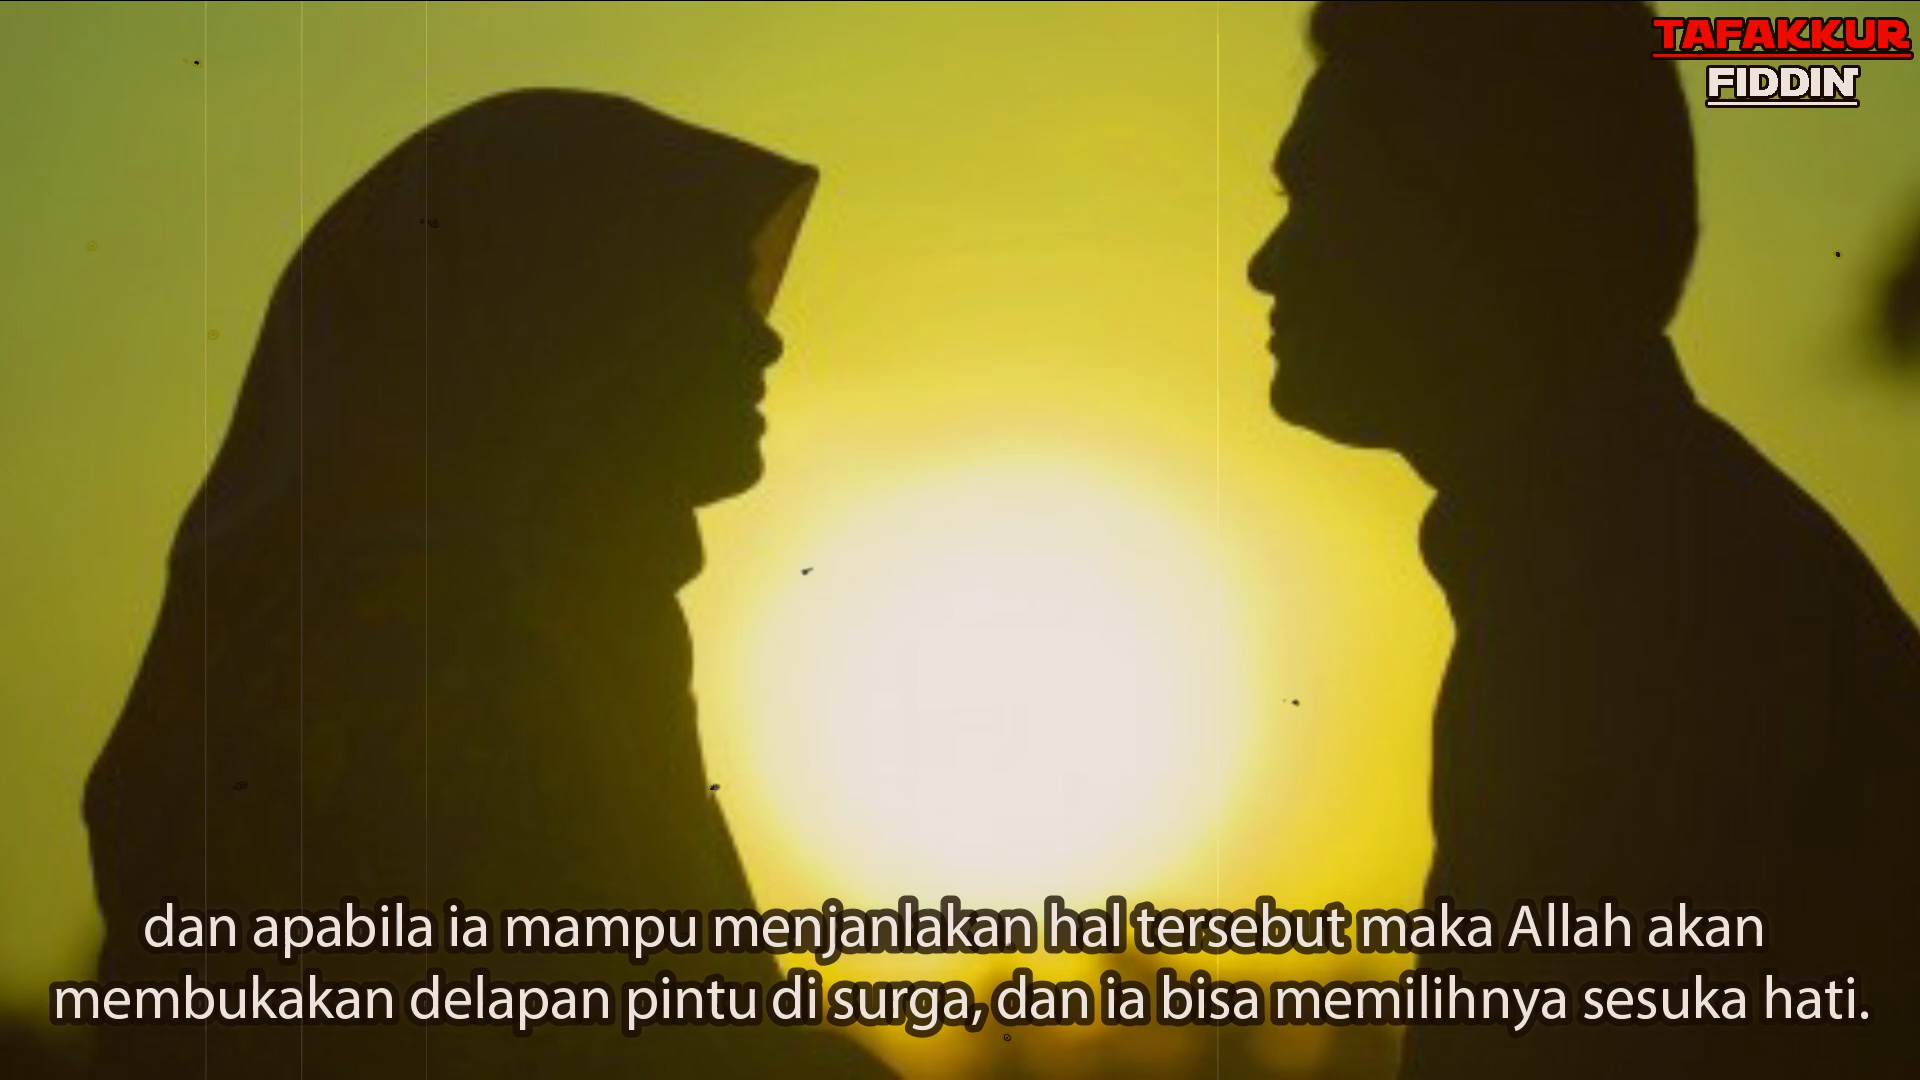 TAFAKKUR
FIDDIN
dan apabila ia mampu menjanlakan hal tersebut maka Allah akan
membukakan delapan pintu di surga, dan ia bisa memilihnya sesuka hati.